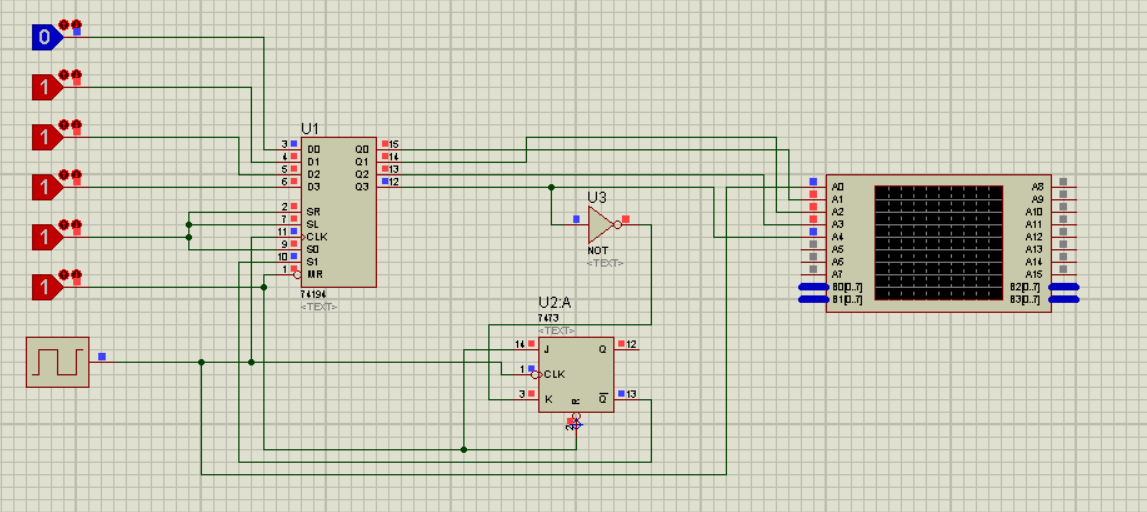 0
1
1
1
1
1
U1
3 D0 Q0 15
4 D1 Q1 14
5 D2 Q2 13
6 D3 Q3 12
2 SR
7 SL
11 CLK
9 S0
10 S1
1 MR
74194
<TEXT>
U3
NOT
<TEXT>
U2:A
7473
<TEXT>
14 J Q 12
1 CLK
3 K Q 13
R
2
A0 A8
A1 A9
A2 A10
A3 A11
A4 A12
A5 A13
A6 A14
A7 A15
B0[0..7] B2[0..7]
B1[0..7] B3[0..7]